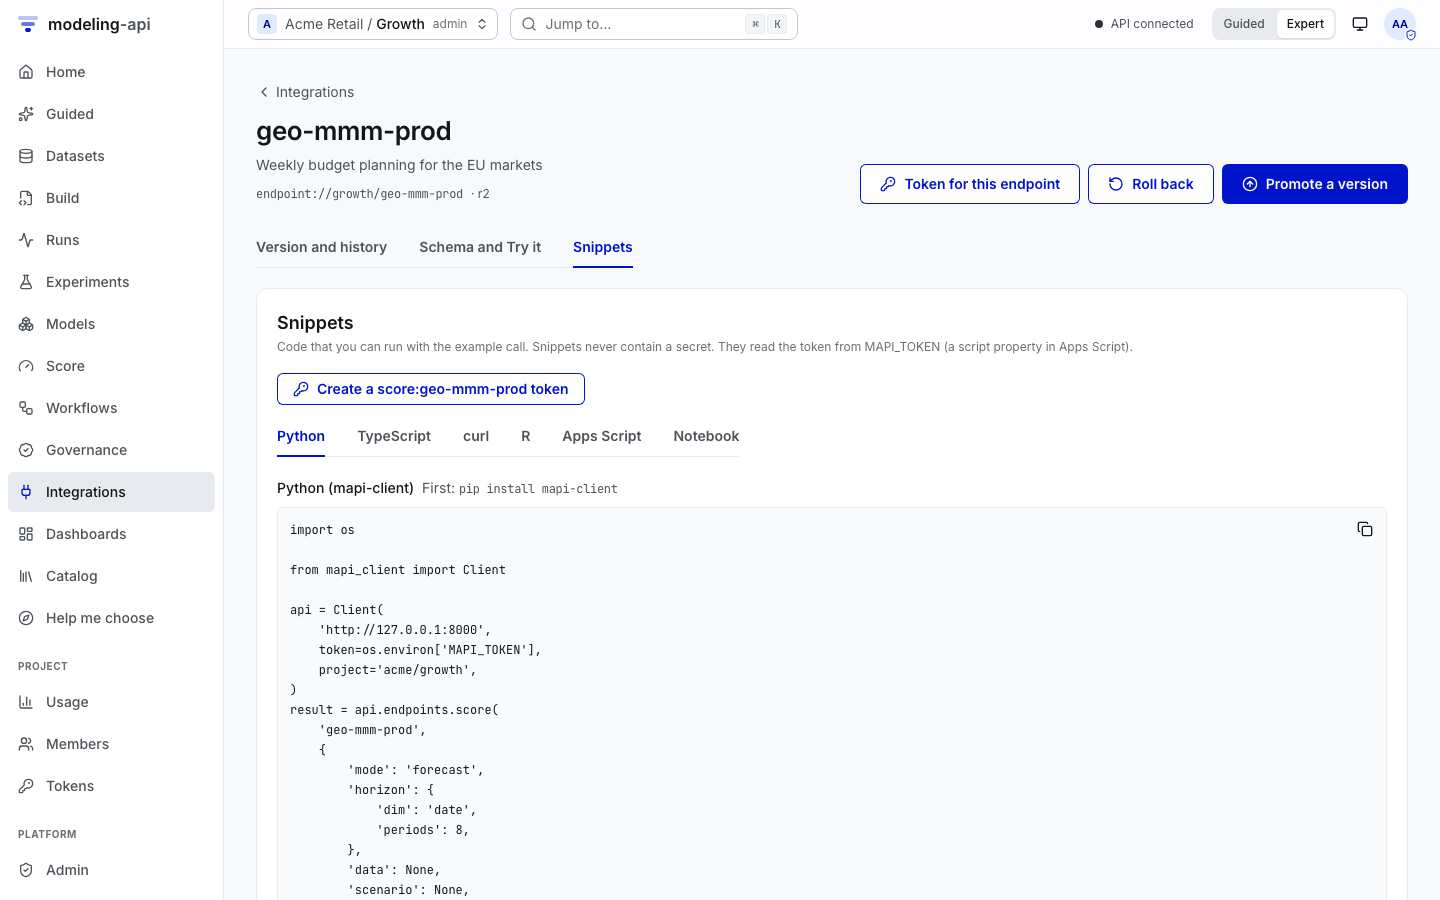 modeling-api
A Acme Retail / Growth admin
Jump to... ⌘ K
API connected
Guided Expert
AA
Home
Guided
Datasets
Build
Runs
Experiments
Models
Score
Workflows
Governance
Integrations
Dashboards
Catalog
Help me choose
PROJECT
Usage
Members
Tokens
PLATFORM
Admin
Integrations
geo-mmm-prod
Weekly budget planning for the EU markets
endpoint://growth/geo-mmm-prod · r2
Token for this endpoint
Roll back
Promote a version
Version and history Schema and Try it Snippets
Snippets
Code that you can run with the example call. Snippets never contain a secret. They read the token from MAPI_TOKEN (a script property in Apps Script).
Create a score:geo-mmm-prod token
Python TypeScript curl R Apps Script Notebook
Python (mapi-client) First: pip install mapi-client
import os
from mapi_client import Client
api = Client(
    'http://127.0.0.1:8000',
    token=os.environ['MAPI_TOKEN'],
    project='acme/growth',
)
result = api.endpoints.score(
    'geo-mmm-prod',
    {
        'mode': 'forecast',
        'horizon': {
            'dim': 'date',
            'periods': 8,
        },
        'data': None,
        'scenario': None,